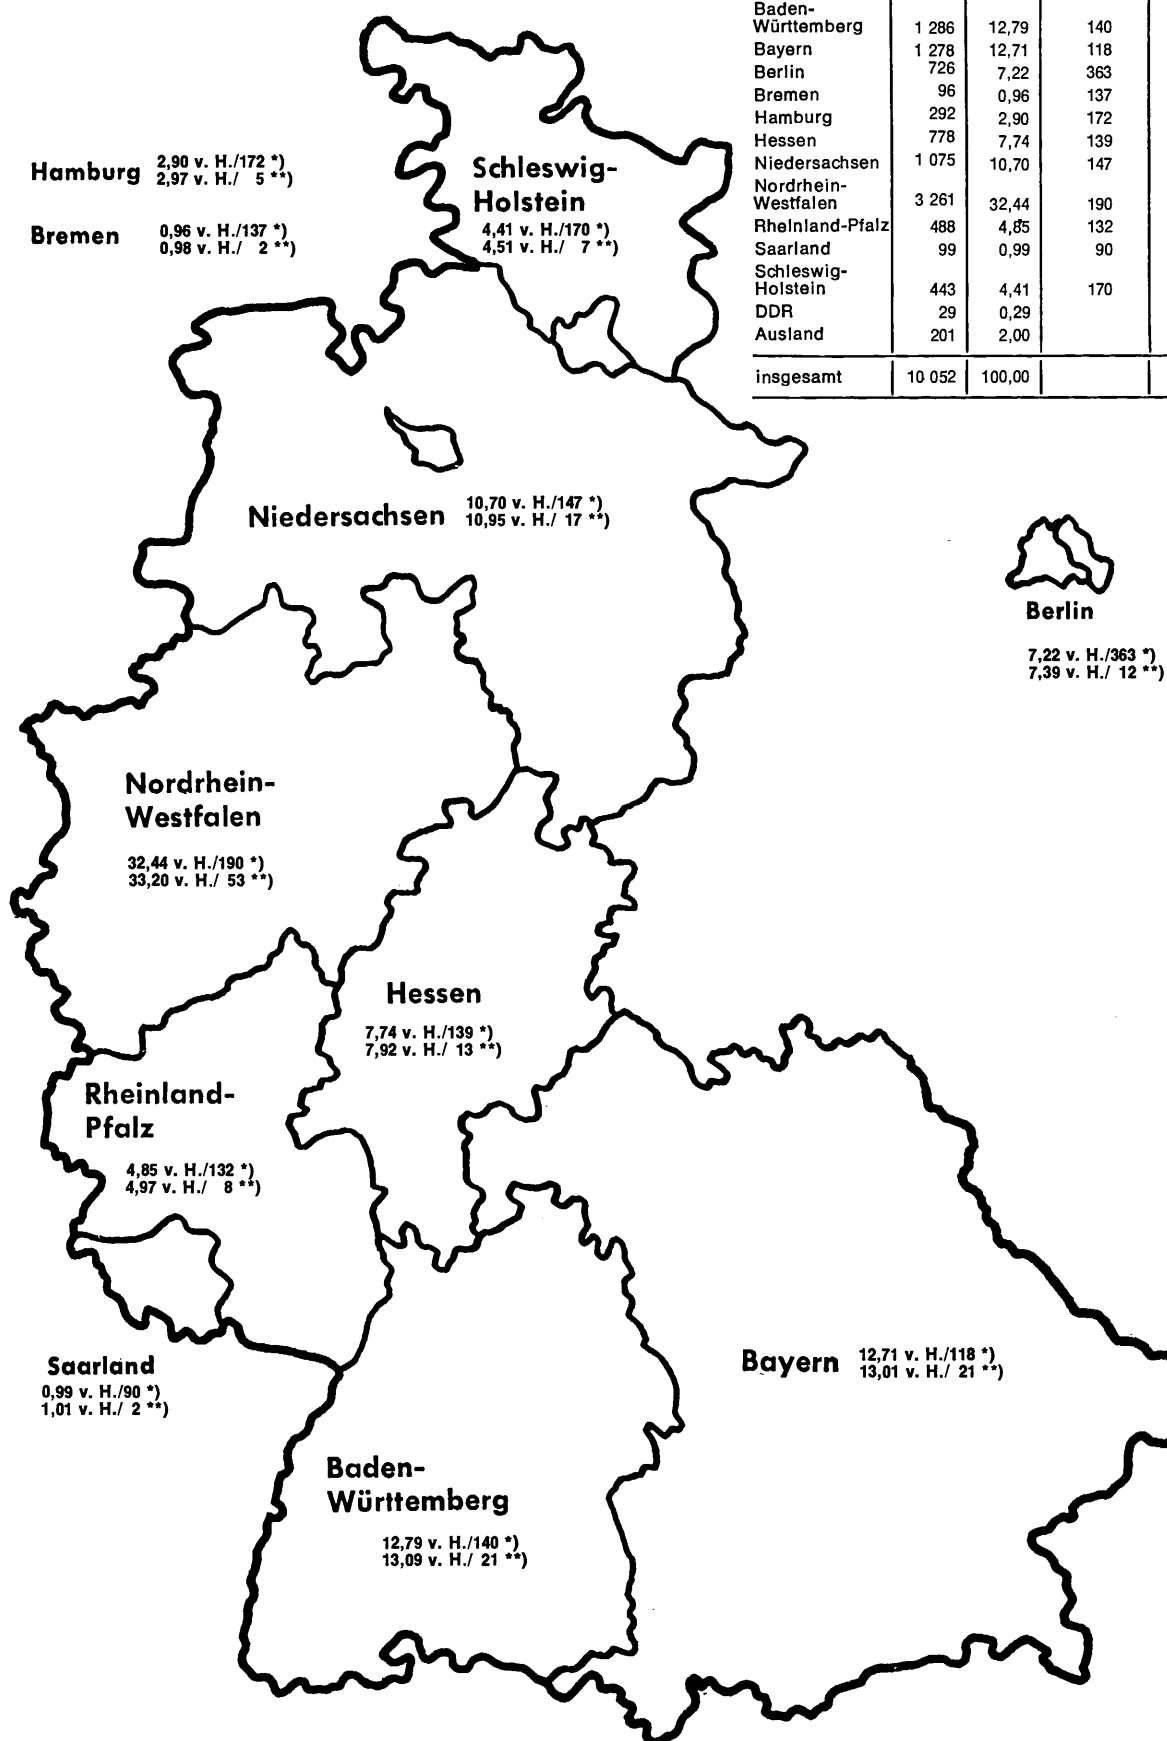 Baden-
Württemberg 1 286 12,79 140
Bayern 1 278 12,71 118
Berlin 726 7,22 363
Bremen 96 0,96 137
Hamburg 292 2,90 172
Hessen 778 7,74 139
Niedersachsen 1 075 10,70 147
Nordrhein-
Westfalen 3 261 32,44 190
Rheinland-Pfalz 488 4,85 132
Saarland 99 0,99 90
Schleswig-
Holstein 443 4,41 170
DDR 29 0,29
Ausland 201 2,00
insgesamt 10 052 100,00
Hamburg 2,90 v. H./172 *)
2,97 v. H./ 5 **)
Bremen 0,96 v. H./137 *)
0,98 v. H./ 2 **)
Schleswig-
Holstein
4,41 v. H./170 *)
4,51 v. H./ 7 **)
Niedersachsen 10,70 v. H./147 *)
10,95 v. H./ 17 **)
Berlin
7,22 v. H./363 *)
7,39 v. H./ 12 **)
Nordrhein-
Westfalen
32,44 v. H./190 *)
33,20 v. H./ 53 **)
Hessen
7,74 v. H./139 *)
7,92 v. H./ 13 **)
Rheinland-
Pfalz
4,85 v. H./132 *)
4,97 v. H./ 8 **)
Saarland
0,99 v. H./90 *)
1,01 v. H./ 2 **)
Bayern 12,71 v. H./118 *)
13,01 v. H./ 21 **)
Baden-
Württemberg
12,79 v. H./140 *)
13,09 v. H./ 21 **)